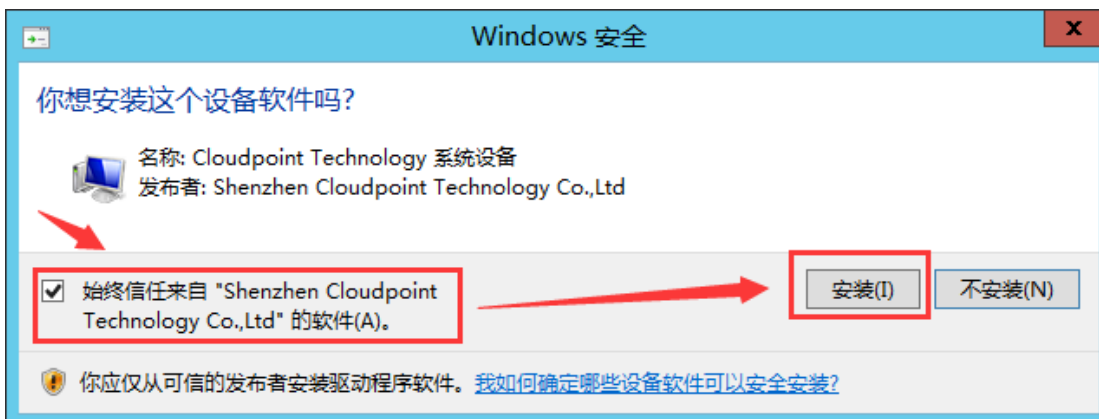 Windows 安全
x
你想安装这个设备软件吗?
名称: Cloudpoint Technology 系统设备
发布者: Shenzhen Cloudpoint Technology Co.,Ltd
始终信任来自 "Shenzhen Cloudpoint
Technology Co.,Ltd" 的软件(A)。
安装(I)
不安装(N)
你应仅从可信的发布者安装驱动程序软件。我如何确定哪些设备软件可以安全安装?